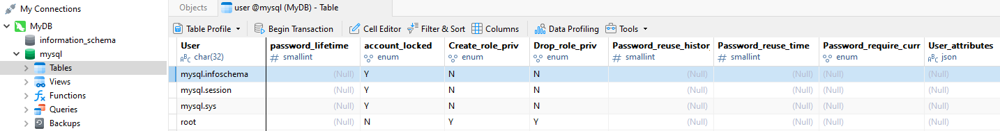 My Connections
MyDB
information_schema
mysql
Tables
Views
Functions
Queries
Backups
Objects user @mysql (MyDB) - Table
Table Profile Begin Transaction Cell Editor Filter & Sort Columns Data Profiling Tools
User password_lifetime account_locked Create_role_priv Drop_role_priv Password_reuse_histor Password_reuse_time Password_require_curr User_attributes
ABC char(32) # smallint enum enum enum # smallint # smallint enum ABC json
mysql.infoschema (Null) Y N N (Null) (Null) (Null) (Null)
mysql.session (Null) Y N N (Null) (Null) (Null) (Null)
mysql.sys (Null) Y N N (Null) (Null) (Null) (Null)
root (Null) N Y Y (Null) (Null) (Null) (Null)